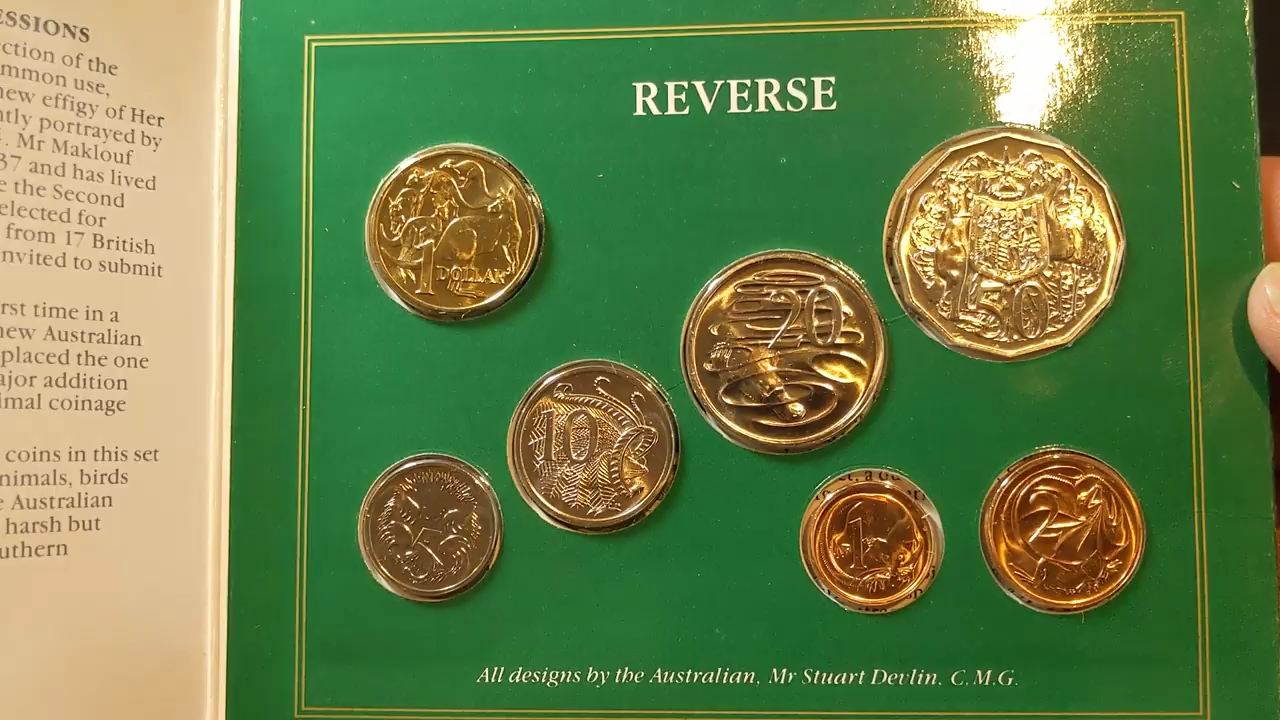 ESSIONS
ction of the
mmon use,
new effigy of Her
ntly portrayed by
. Mr Maklouf
37 and has lived
e the Second
elected for
from 17 British
nvited to submit
rst time in a
new Australian
placed the one
ajor addition
imal coinage
coins in this set
nimals, birds
e Australian
harsh but
uthern
REVERSE
1 DOLLAR
50
20
10
5
1
2
All designs by the Australian, Mr Stuart Devlin. C.M.G.